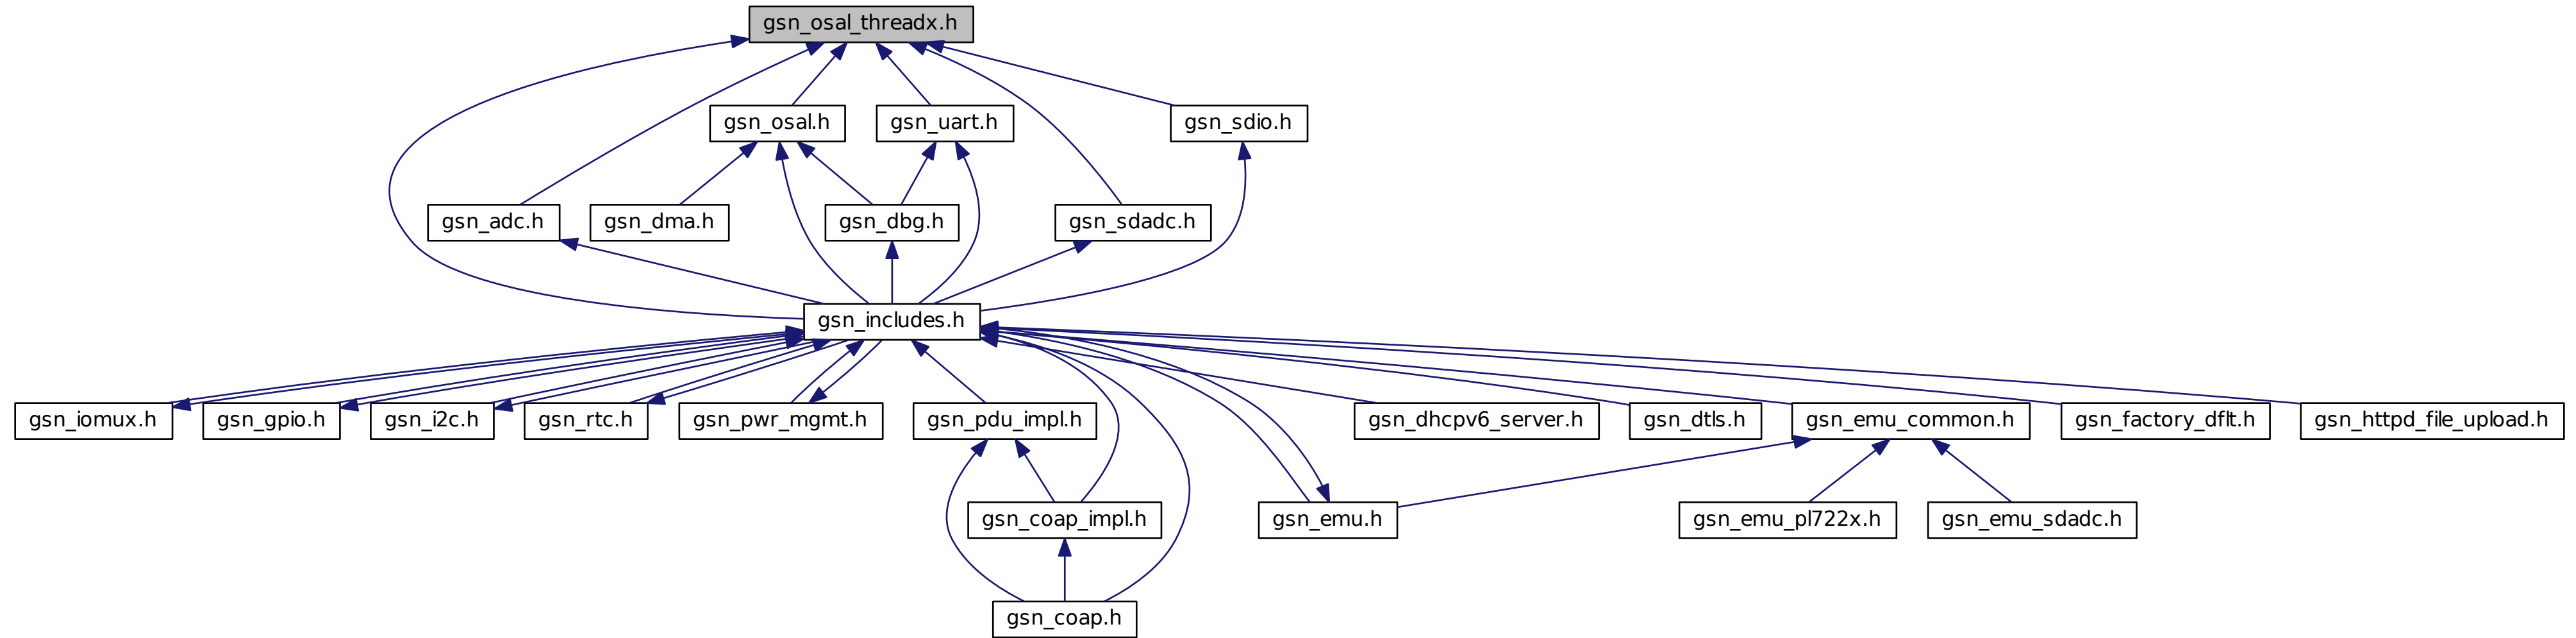 gsn_osal_threadx.h
gsn_osal.h
gsn_uart.h
gsn_sdio.h
gsn_adc.h
gsn_dma.h
gsn_dbg.h
gsn_sdadc.h
gsn_includes.h
gsn_iomux.h
gsn_gpio.h
gsn_i2c.h
gsn_rtc.h
gsn_pwr_mgmt.h
gsn_pdu_impl.h
gsn_dhcpv6_server.h
gsn_dtls.h
gsn_emu_common.h
gsn_factory_dflt.h
gsn_httpd_file_upload.h
gsn_coap_impl.h
gsn_emu.h
gsn_emu_pl722x.h
gsn_emu_sdadc.h
gsn_coap.h